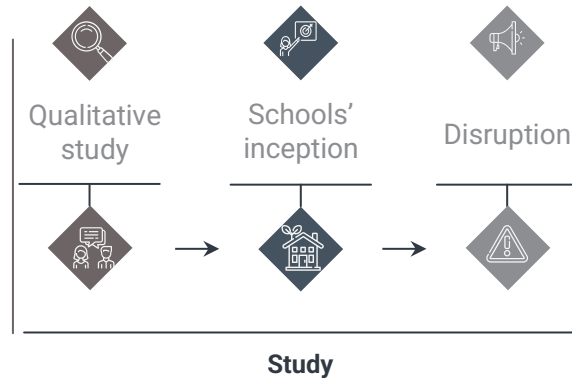 Qualitative
study
Schools’
inception
Disruption
Study